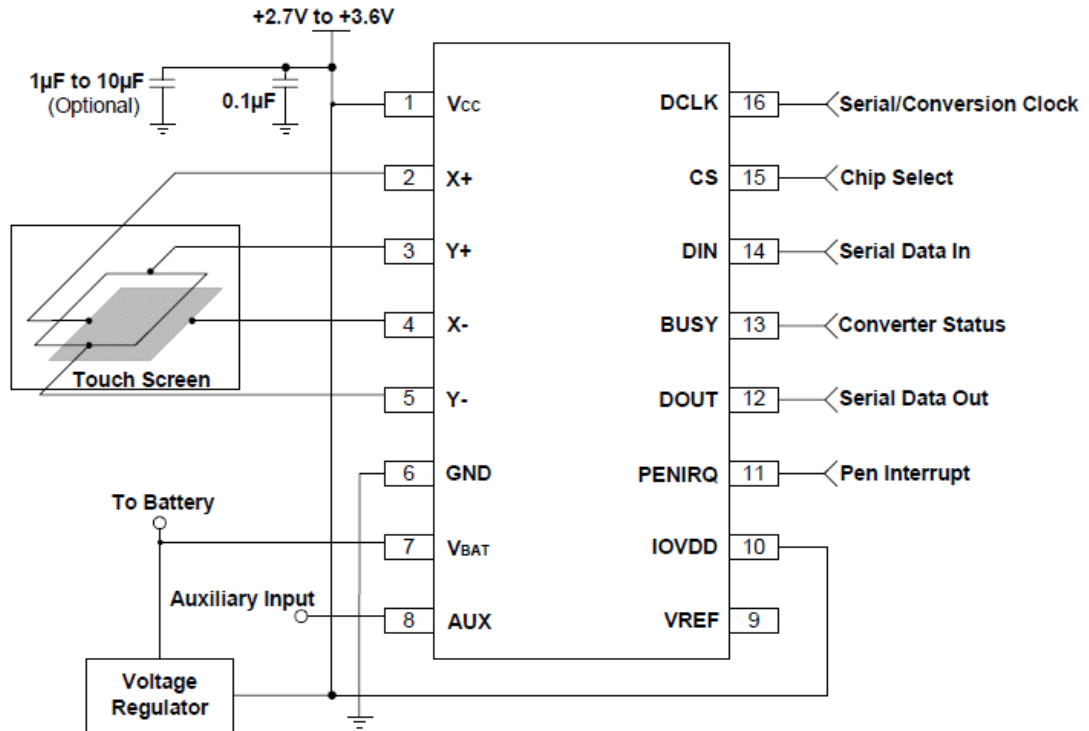 +2.7V to +3.6V
1µF to 10µF
(Optional)
0.1µF
1 VCC DCLK 16 Serial/Conversion Clock
2 X+ CS 15 Chip Select
3 Y+ DIN 14 Serial Data In
4 X- BUSY 13 Converter Status
Touch Screen
5 Y- DOUT 12 Serial Data Out
6 GND PENIRQ 11 Pen Interrupt
To Battery
7 VBAT IOVDD 10
Auxiliary Input
8 AUX VREF 9
Voltage
Regulator